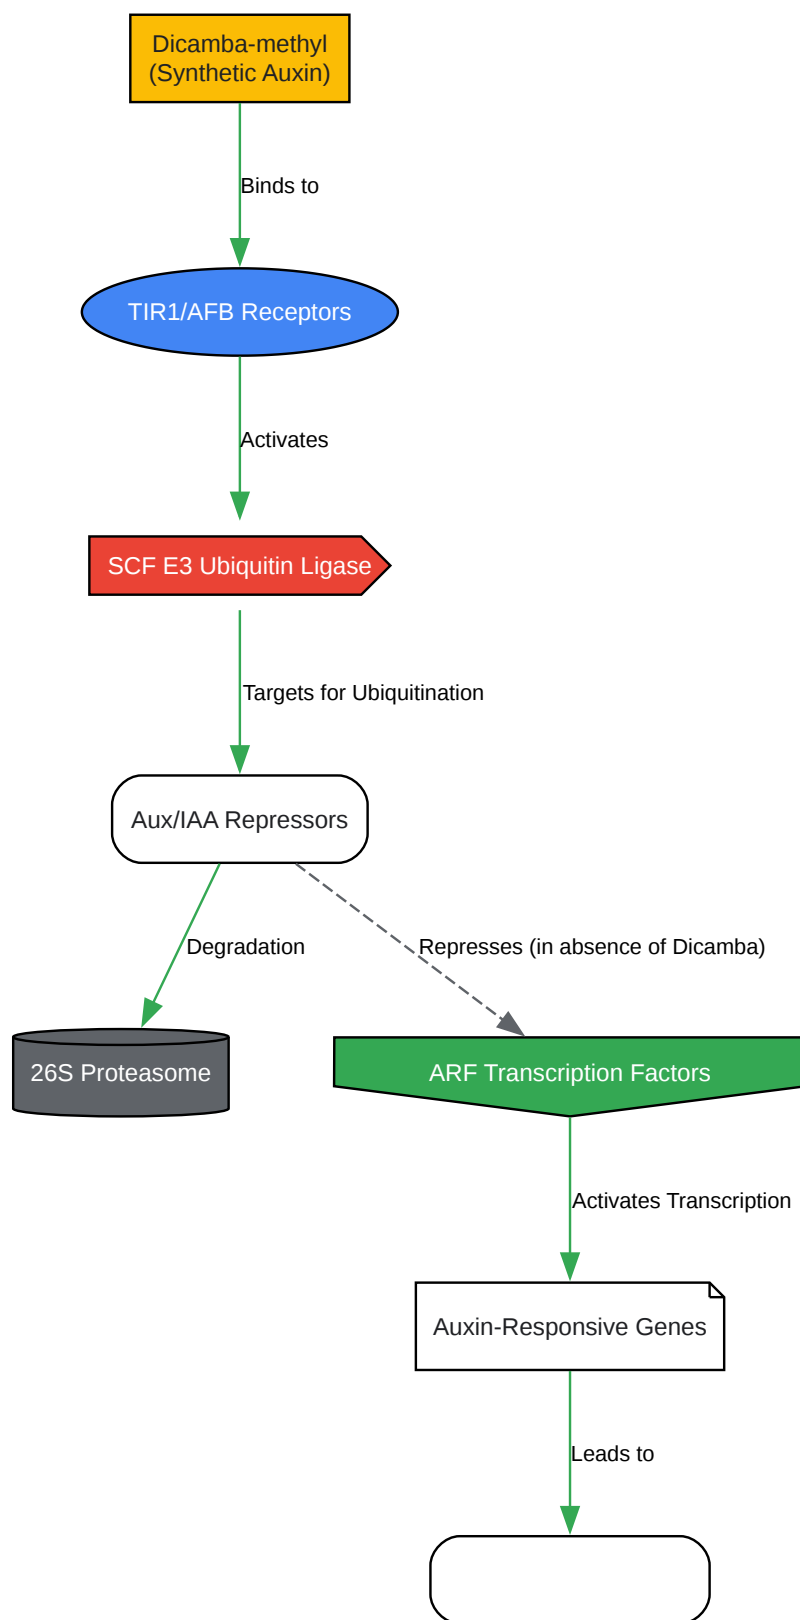 Dicamba-methyl
(Synthetic Auxin)
Binds to
TIR1/AFB Receptors
Activates
SCF E3 Ubiquitin Ligase
Targets for Ubiquitination
Aux/IAA Repressors
Degradation
Represses (in absence of Dicamba)
26S Proteasome
ARF Transcription Factors
Activates Transcription
Auxin-Responsive Genes
Leads to